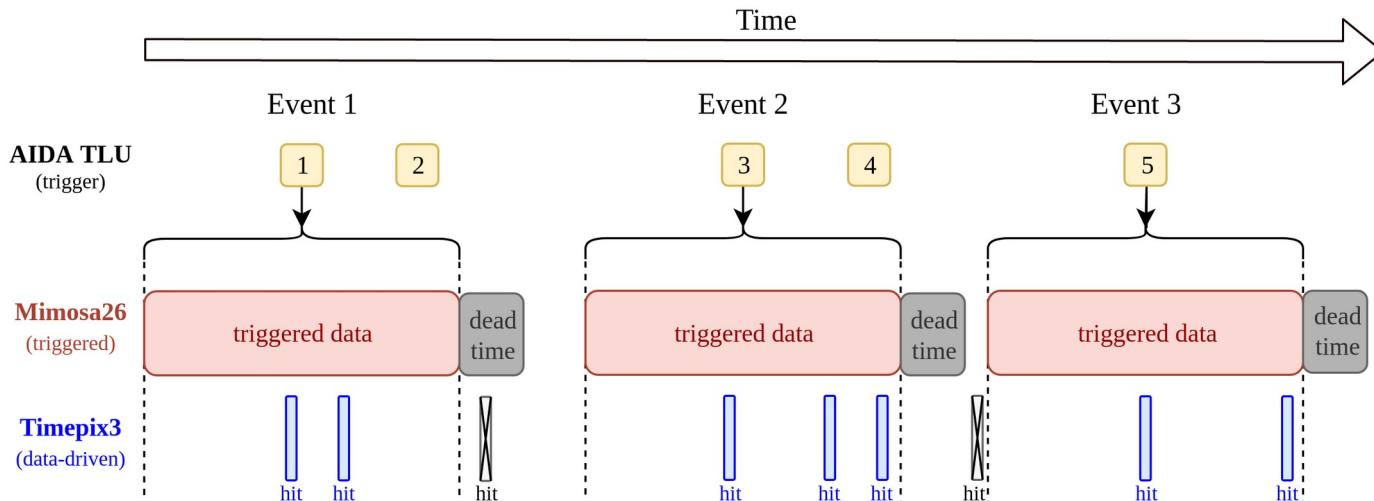 Time
Event 1
Event 2
Event 3
AIDA TLU
(trigger)
1
2
3
4
5
Mimosa26
(triggered)
triggered data
dead
time
triggered data
dead
time
triggered data
dead
time
Timepix3
(data-driven)
hit
hit
hit
hit
hit
hit
hit
hit
hit